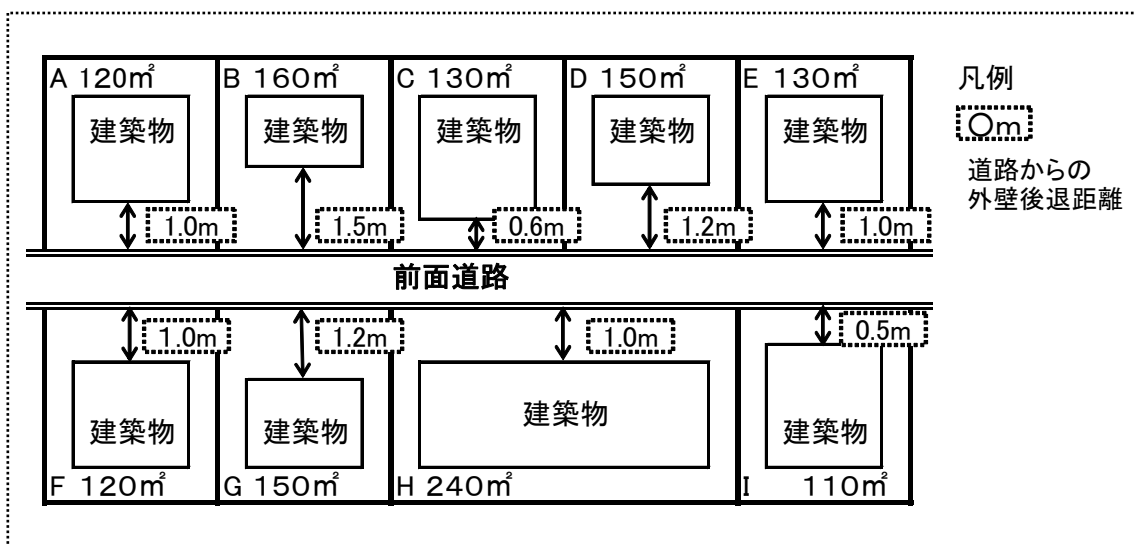 A 120㎡ B 160㎡ C 130㎡ D 150㎡ E 130㎡
建築物 建築物 建築物 建築物 建築物
1.0m 1.5m 0.6m 1.2m 1.0m
凡例
〇m
道路からの
外壁後退距離
前面道路
1.0m 1.2m 1.0m 0.5m
建築物 建築物 建築物 建築物
F 120㎡ G 150㎡ H 240㎡ I 110㎡